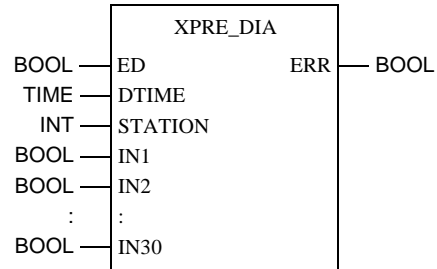 XPRE_DIA
BOOL ED ERR BOOL
TIME DTIME
INT STATION
BOOL IN1
BOOL IN2
: :
BOOL IN30